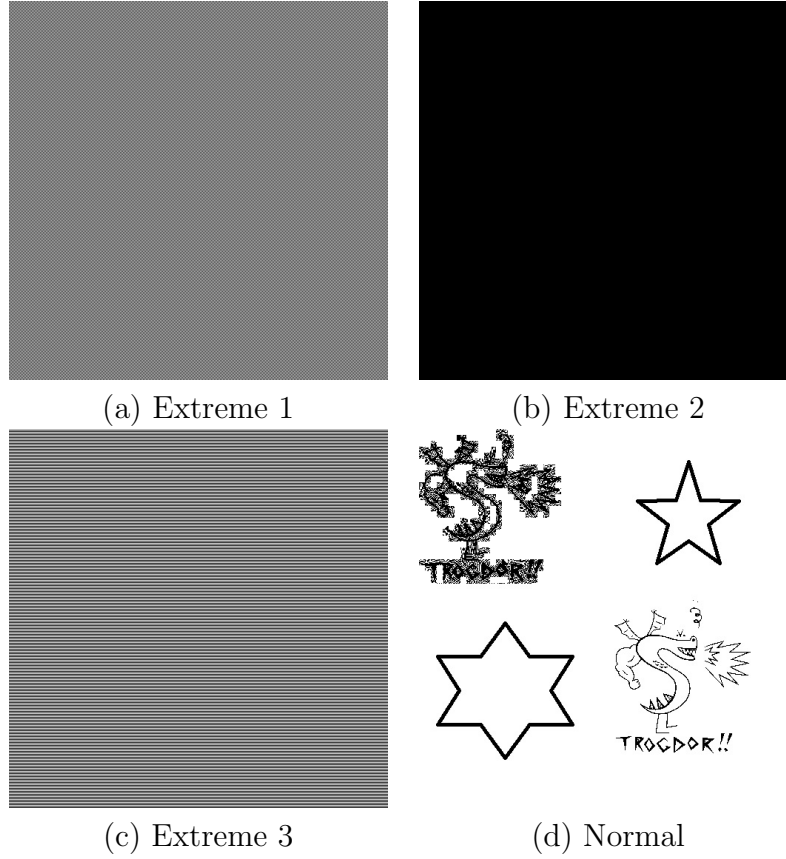 (a) Extreme 1
(b) Extreme 2
TROGDOR!!
TROGDOR!!
(c) Extreme 3
(d) Normal